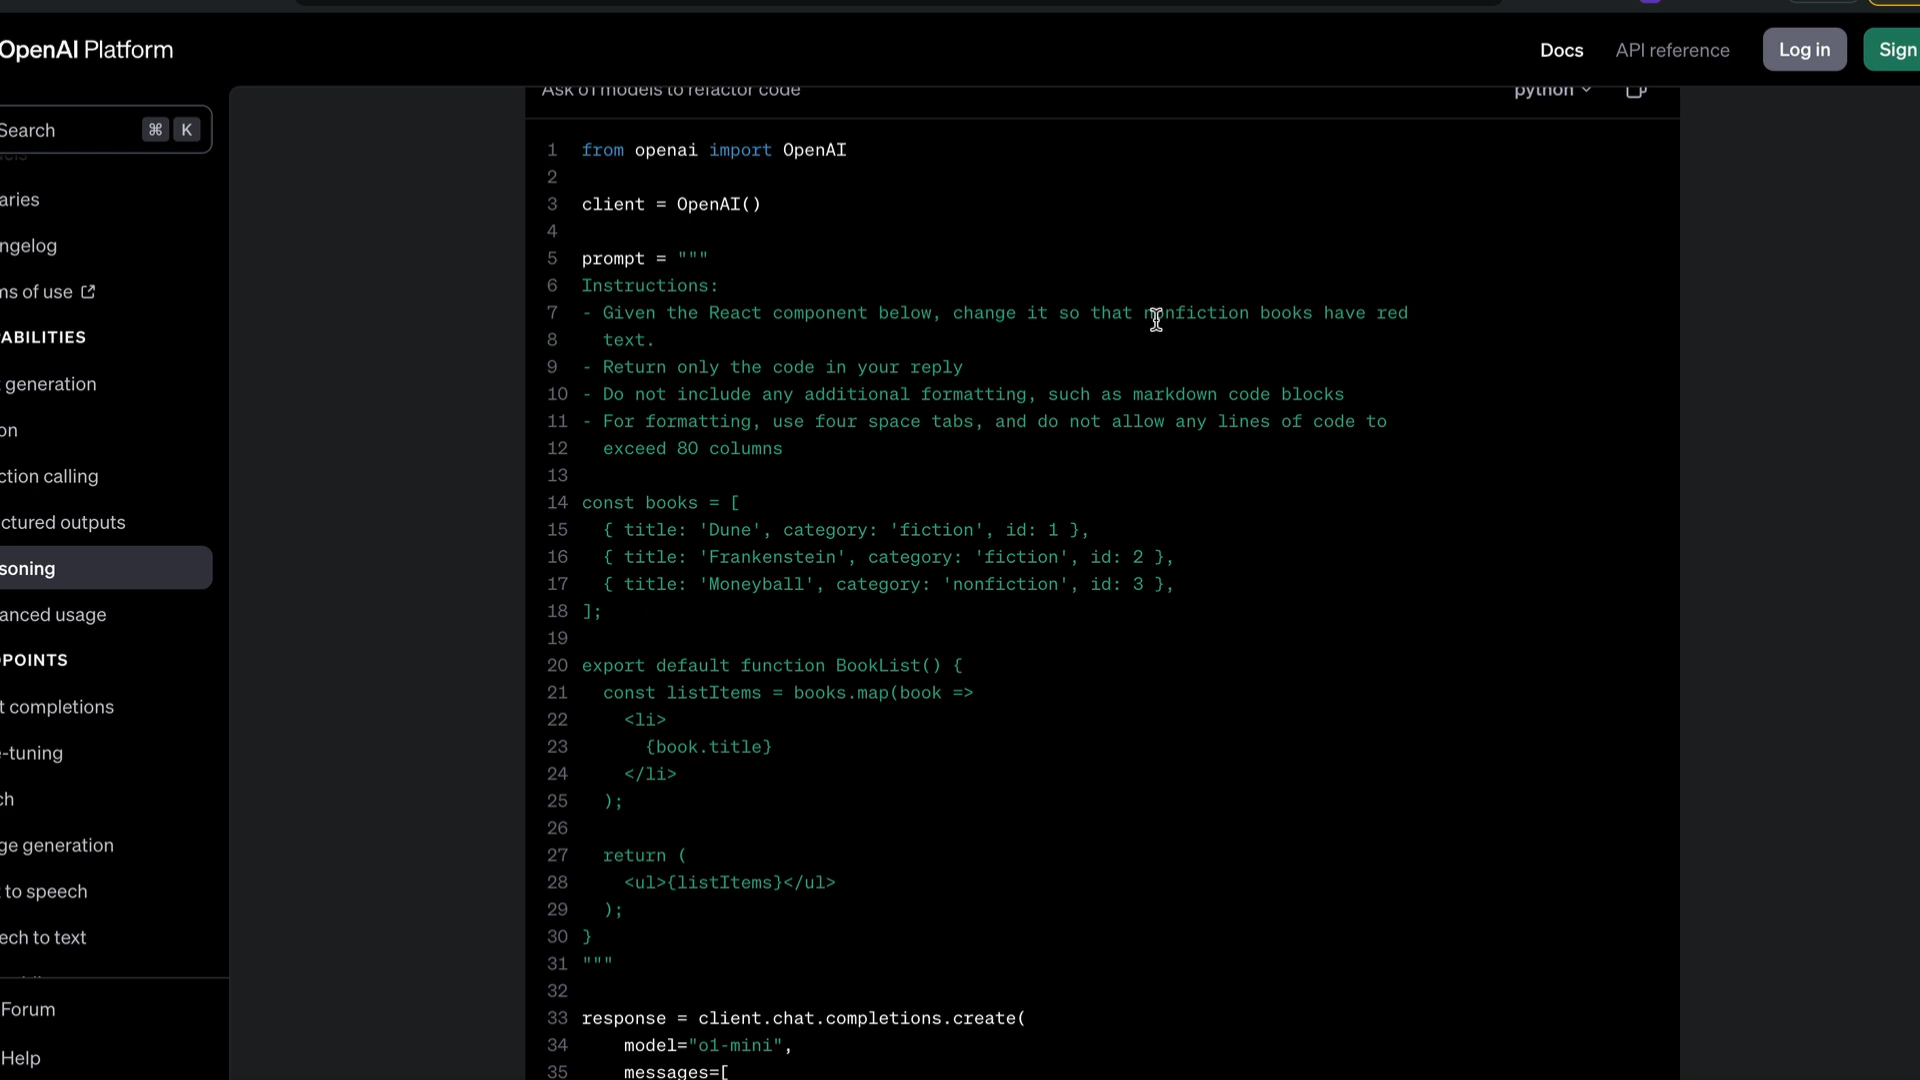 OpenAI Platform
Docs
API reference
Log in
Sign
Search
⌘ K
aries
ngelog
ms of use
ABILITIES
generation
on
ction calling
ctured outputs
soning
anced usage
POINTS
t completions
e-tuning
ch
ge generation
to speech
ech to text
Forum
Help
Ask o1 models to refactor code
python
1 from openai import OpenAI
2
3 client = OpenAI()
4
5 prompt = """
6 Instructions:
7 - Given the React component below, change it so that nonfiction books have red
8   text.
9 - Return only the code in your reply
10 - Do not include any additional formatting, such as markdown code blocks
11 - For formatting, use four space tabs, and do not allow any lines of code to
12   exceed 80 columns
13
14 const books = [
15   { title: 'Dune', category: 'fiction', id: 1 },
16   { title: 'Frankenstein', category: 'fiction', id: 2 },
17   { title: 'Moneyball', category: 'nonfiction', id: 3 },
18 ];
19
20 export default function BookList() {
21   const listItems = books.map(book =>
22     <li>
23       {book.title}
24     </li>
25   );
26
27   return (
28     <ul>{listItems}</ul>
29   );
30 }
31 """
32
33 response = client.chat.completions.create(
34     model="o1-mini",
35     messages=[